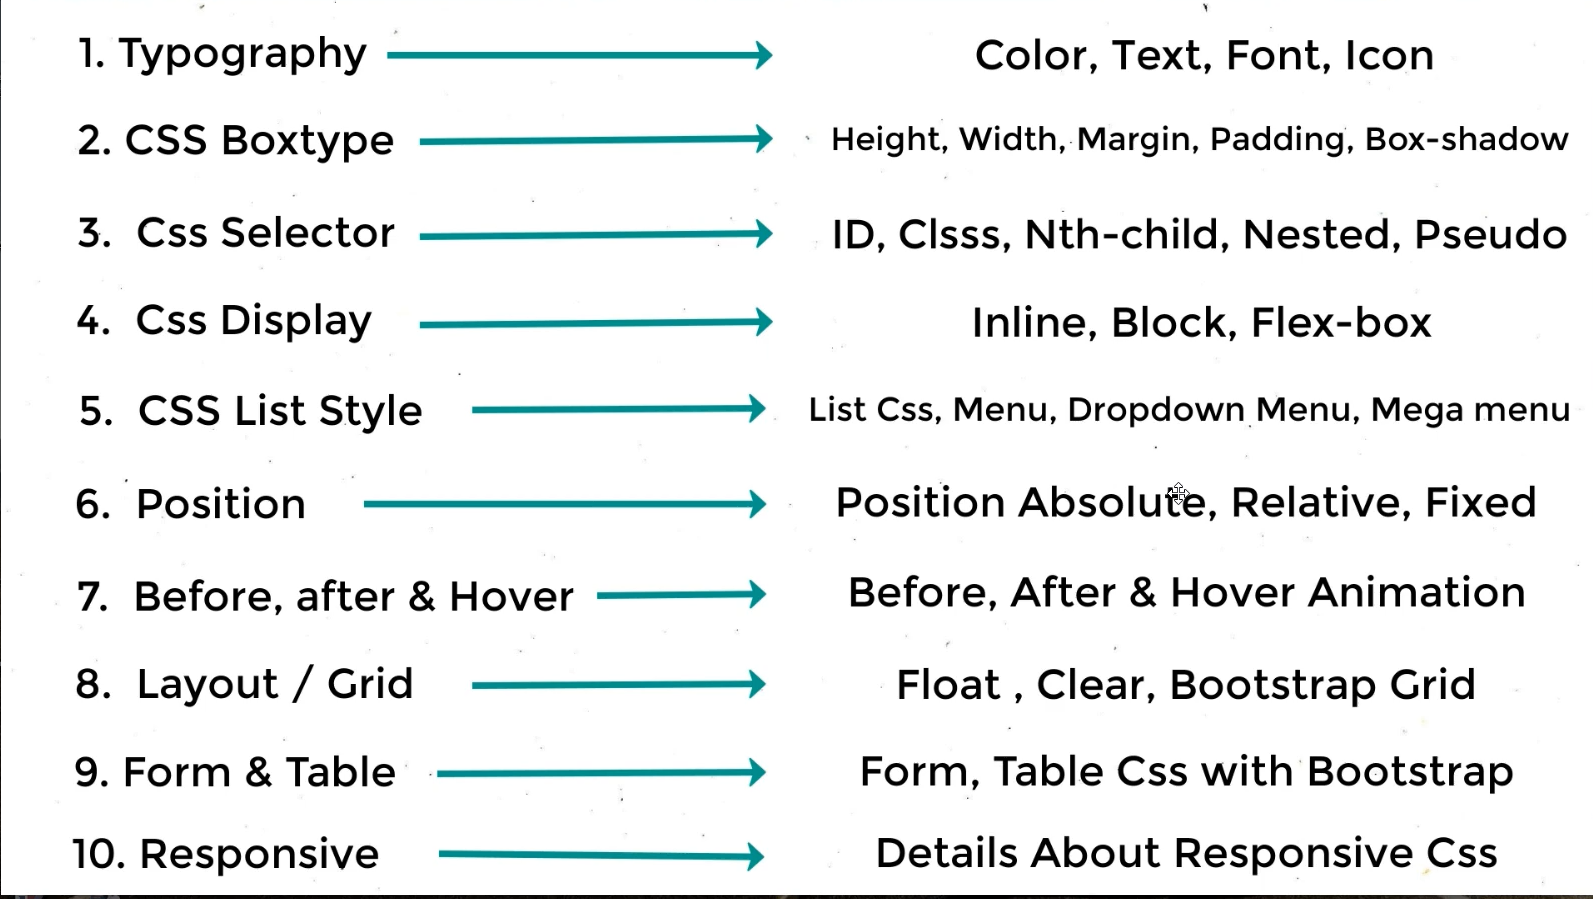 1. Typography Color, Text, Font, Icon
2. CSS Boxtype Height, Width, Margin, Padding, Box-shadow
3. Css Selector ID, Clsss, Nth-child, Nested, Pseudo
4. Css Display Inline, Block, Flex-box
5. CSS List Style List Css, Menu, Dropdown Menu, Mega menu
6. Position Position Absolute, Relative, Fixed
7. Before, after & Hover Before, After & Hover Animation
8. Layout / Grid Float , Clear, Bootstrap Grid
9. Form & Table Form, Table Css with Bootstrap
10. Responsive Details About Responsive Css